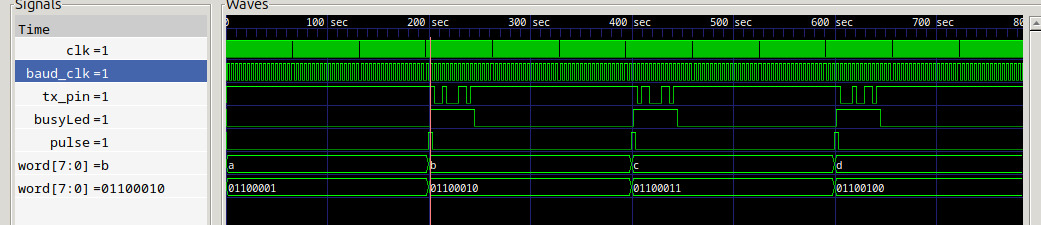 Signals
Waves
Time
0 100 sec 200 sec 300 sec 400 sec 500 sec 600 sec 700 sec
clk =1
baud_clk =1
tx_pin =1
busyLed =1
pulse =1
word[7:0] =b a b c d
word[7:0] =01100010 01100001 01100010 01100011 01100100